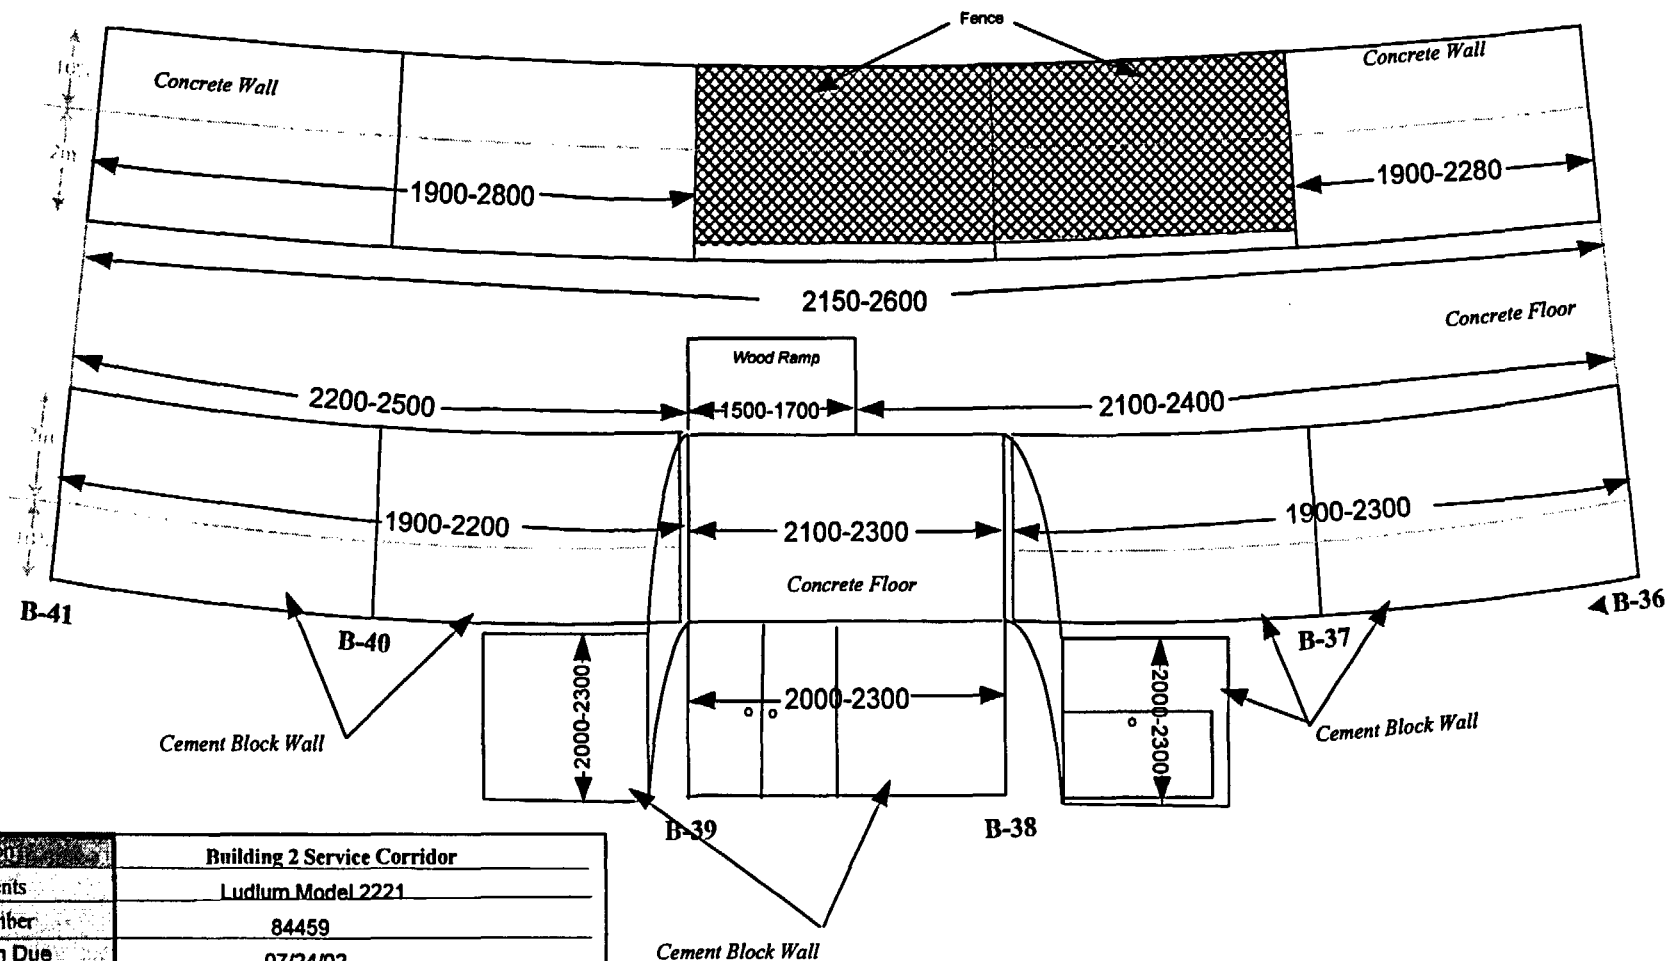 Fence
Concrete Wall
Concrete Wall
2m
1900-2800
1900-2280
2150-2600
Concrete Floor
Wood Ramp
2200-2500
1500-1700
2100-2400
2m
1900-2200
2100-2300
1900-2300
Concrete Floor
B-41
B-40
B-37
B-36
2000-2300
2000-2300
2000-2300
Cement Block Wall
Cement Block Wall
B-39
B-38
Building 2 Service Corridor
Ludlum Model 2221
84459
Due
Cement Block Wall